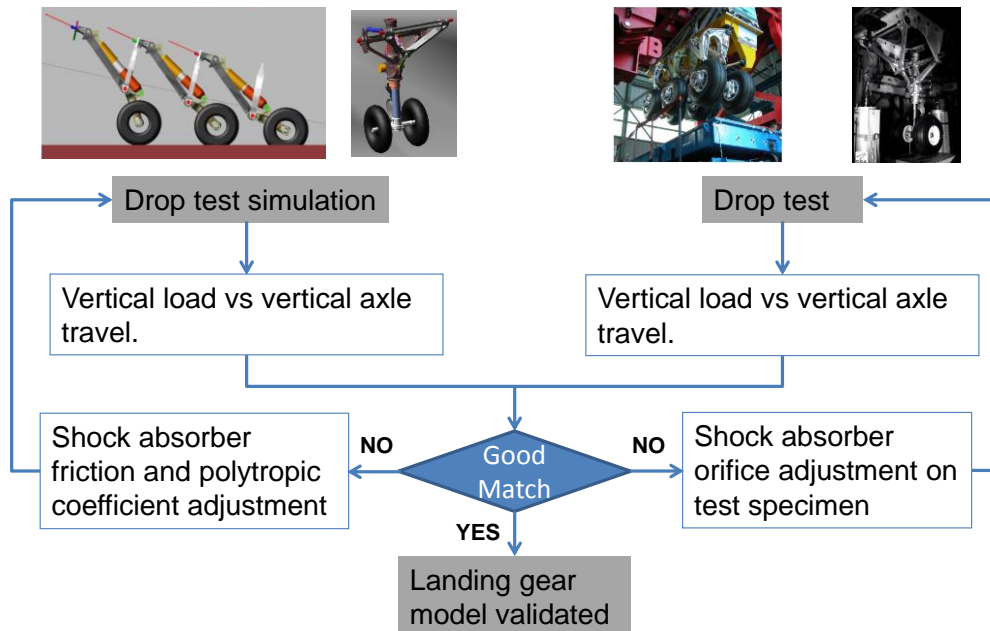 Drop test simulation
Drop test
Vertical load vs vertical axle
travel.
Vertical load vs vertical axle
travel.
Shock absorber
friction and polytropic
coefficient adjustment
NO
Good
Match
NO
Shock absorber
orifice adjustment on
test specimen
YES
Landing gear
model validated